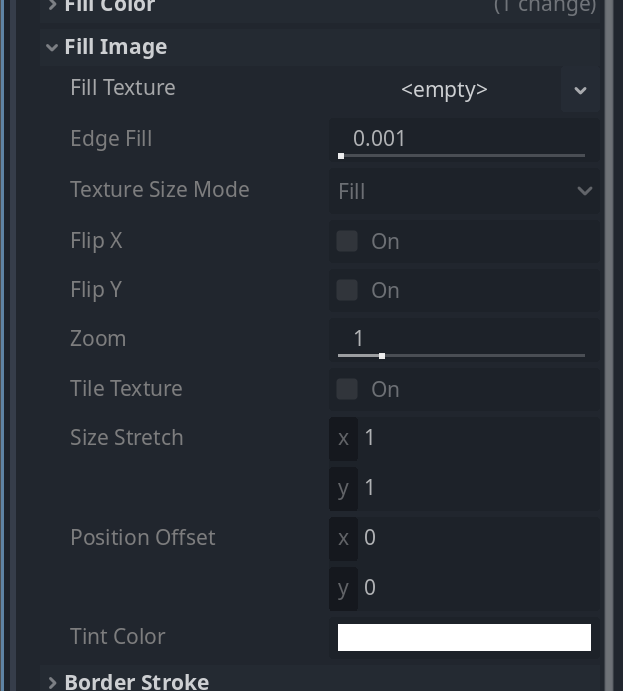 Fill Color (1 change)
Fill Image
Fill Texture <empty>
Edge Fill 0.001
Texture Size Mode Fill
Flip X On
Flip Y On
Zoom 1
Tile Texture On
Size Stretch x 1
y 1
Position Offset x 0
y 0
Tint Color
Border Stroke